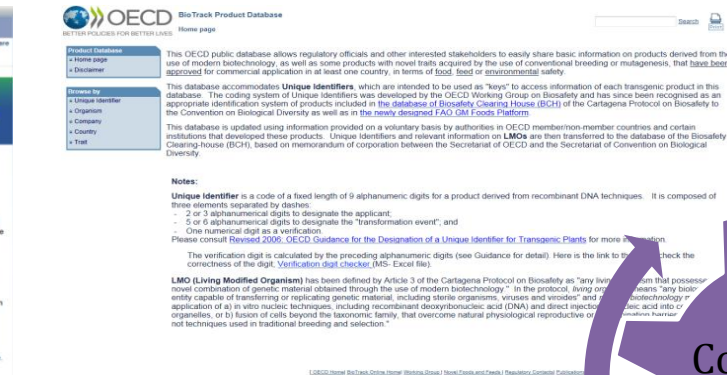 OECD
BETTER POLICIES FOR BETTER LIVES
BioTrack Product Database
Home page
Search
Product Database
Home page
Disclaimer
Browse by
Unique Identifier
Organism
Company
Country
Trait
This OECD public database allows regulatory officials and other interested stakeholders to easily share basic information on products derived from the
use of modern biotechnology, as well as some products with novel traits acquired by the use of conventional breeding or mutagenesis, that have been
approved for commercial application in at least one country, in terms of food, feed or environmental safety.
This database accommodates Unique Identifiers, which are intended to be used as "keys" to access information of each transgenic product in this
database. The coding system of Unique Identifiers was developed by the OECD Working Group on Biosafety and has since been recognised as an
appropriate identification system of products included in the database of Biosafety Clearing House (BCH) of the Cartagena Protocol on Biosafety to
the Convention on Biological Diversity as well as in the newly designed FAO GM Foods Platform.
This database is updated using information provided on a voluntary basis by authorities in OECD member/non-member countries and certain
institutions that developed these products. Unique Identifiers and relevant information on LMOs are then transferred to the database of the Biosafety
Clearing-house (BCH), based on memorandum of corporation between the Secretariat of OECD and the Secretariat of Convention on Biological
Diversity.
Notes:
Unique Identifier is a code of a fixed length of 9 alphanumeric digits for a product derived from recombinant DNA techniques. It is composed of
three elements separated by dashes:
- 2 or 3 alphanumerical digits to designate the applicant;
- 5 or 6 alphanumerical digits to designate the "transformation event"; and
- One numerical digit as a verification.
Please consult Revised 2006: OECD Guidance for the Designation of a Unique Identifier for Transgenic Plants for more
The verification digit is calculated by the preceding alphanumeric digits (see Guidance for detail). Here is the link to check the
correctness of the digit; Verification digit checker (MS- Excel file).
LMO (Living Modified Organism) has been defined by Article 3 of the Cartagena Protocol on Biosafety as "any that
novel combination of genetic material obtained through the use of modern biotechnology." In the protocol, living means "any
entity capable of transferring or replicating genetic material, including sterile organisms, viruses and viroides" and
application of a) in vitro nucleic techniques, including recombinant deoxyribonucleic acid (DNA) and direct acid into
organelles, or b) fusion of cells beyond the taxonomic family, that overcome natural physiological reproductive or barrier
not techniques used in traditional breeding and selection."